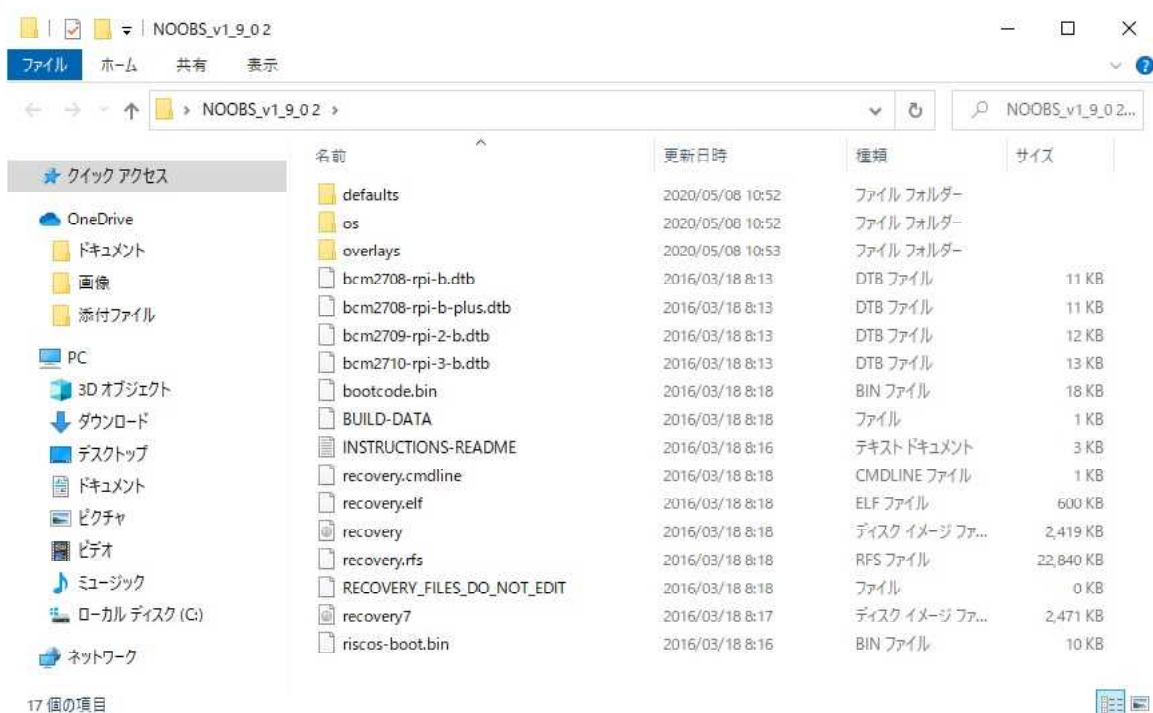 NOOBS_v1_9_0 2
ファイル ホーム 共有 表示
NOOBS_v1_9_0 2 NOOBS_v1_9_0 2...
名前 更新日時 種類 サイズ
クイック アクセス
OneDrive
ドキュメント
画像
添付ファイル
PC
3D オブジェクト
ダウンロード
デスクトップ
ドキュメント
ピクチャ
ビデオ
ミュージック
ローカル ディスク (C:)
ネットワーク
defaults 2020/05/08 10:52 ファイル フォルダー
os 2020/05/08 10:52 ファイル フォルダー
overlays 2020/05/08 10:53 ファイル フォルダー
bcm2708-rpi-b.dtb 2016/03/18 8:13 DTB ファイル 11 KB
bcm2708-rpi-b-plus.dtb 2016/03/18 8:13 DTB ファイル 11 KB
bcm2709-rpi-2-b.dtb 2016/03/18 8:13 DTB ファイル 12 KB
bcm2710-rpi-3-b.dtb 2016/03/18 8:13 DTB ファイル 13 KB
bootcode.bin 2016/03/18 8:18 BIN ファイル 18 KB
BUILD-DATA 2016/03/18 8:18 ファイル 1 KB
INSTRUCTIONS-README 2016/03/18 8:16 テキスト ドキュメント 3 KB
recovery.cmdline 2016/03/18 8:18 CMDLINE ファイル 1 KB
recovery.elf 2016/03/18 8:18 ELF ファイル 600 KB
recovery 2016/03/18 8:18 ディスク イメージ ファ... 2,419 KB
recovery.rfs 2016/03/18 8:18 RFS ファイル 22,840 KB
RECOVERY_FILES_DO_NOT_EDIT 2016/03/18 8:18 ファイル 0 KB
recovery7 2016/03/18 8:17 ディスク イメージ ファ... 2,471 KB
riscos-boot.bin 2016/03/18 8:16 BIN ファイル 10 KB
17 個の項目